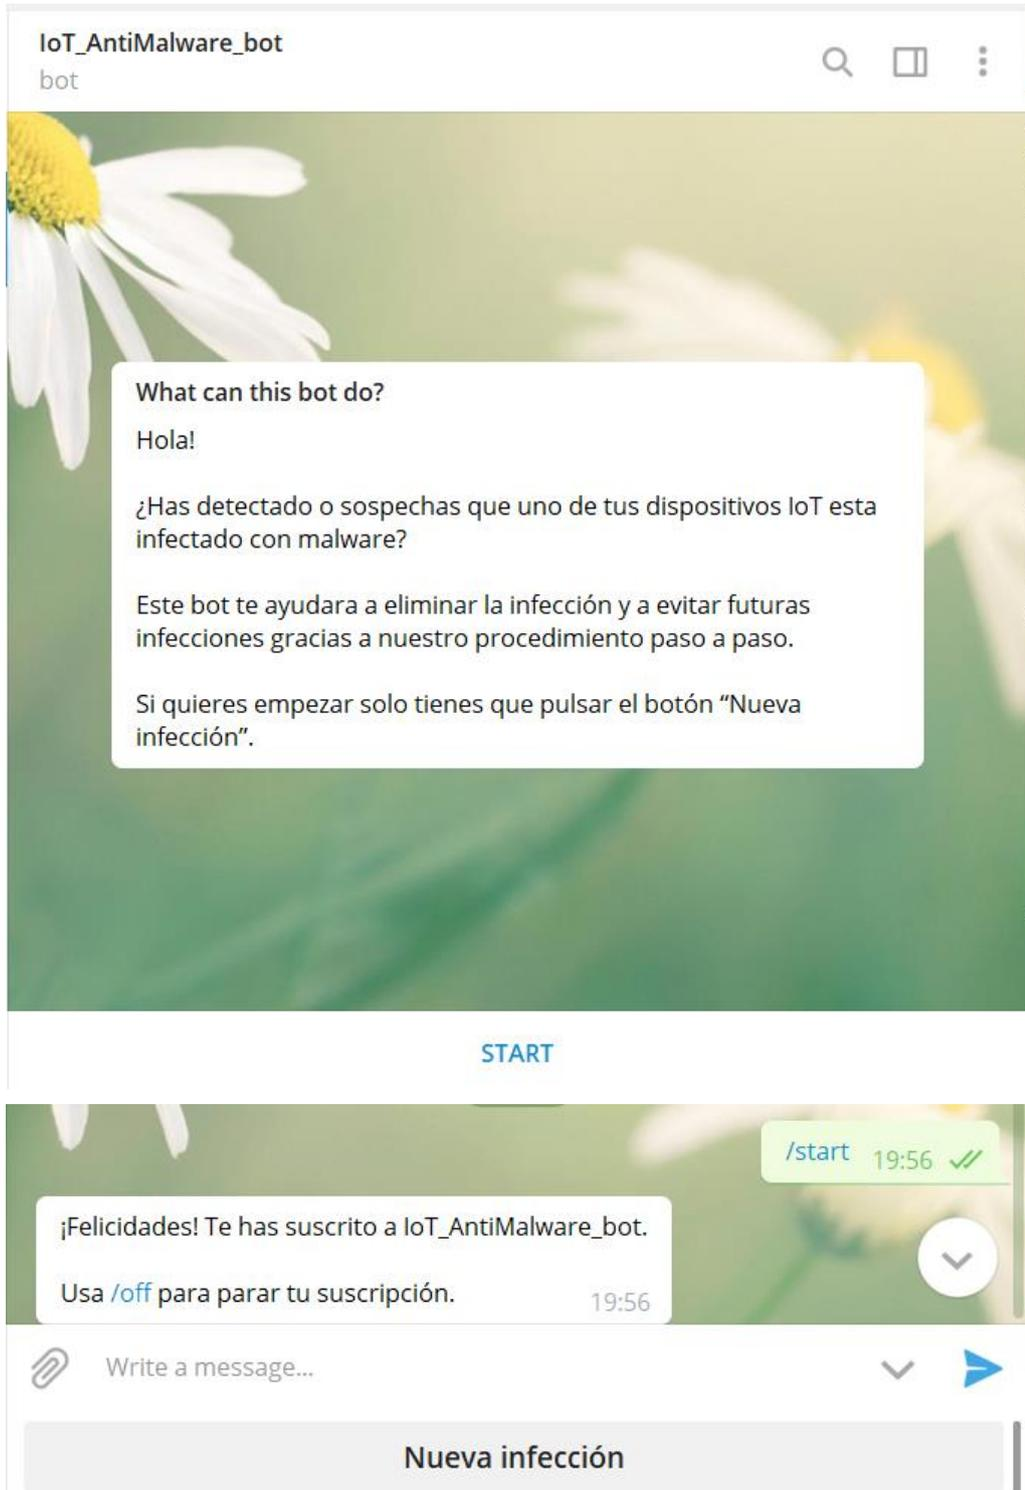 IoT_AntiMalware_bot
bot
What can this bot do?
Hola!
¿Has detectado o sospechas que uno de tus dispositivos IoT esta
infectado con malware?
Este bot te ayudara a eliminar la infección y a evitar futuras
infecciones gracias a nuestro procedimiento paso a paso.
Si quieres empezar solo tienes que pulsar el botón “Nueva
infección”.
START
/start 19:56
¡Felicidades! Te has suscrito a IoT_AntiMalware_bot.
Usa /off para parar tu suscripción. 19:56
Write a message...
Nueva infección